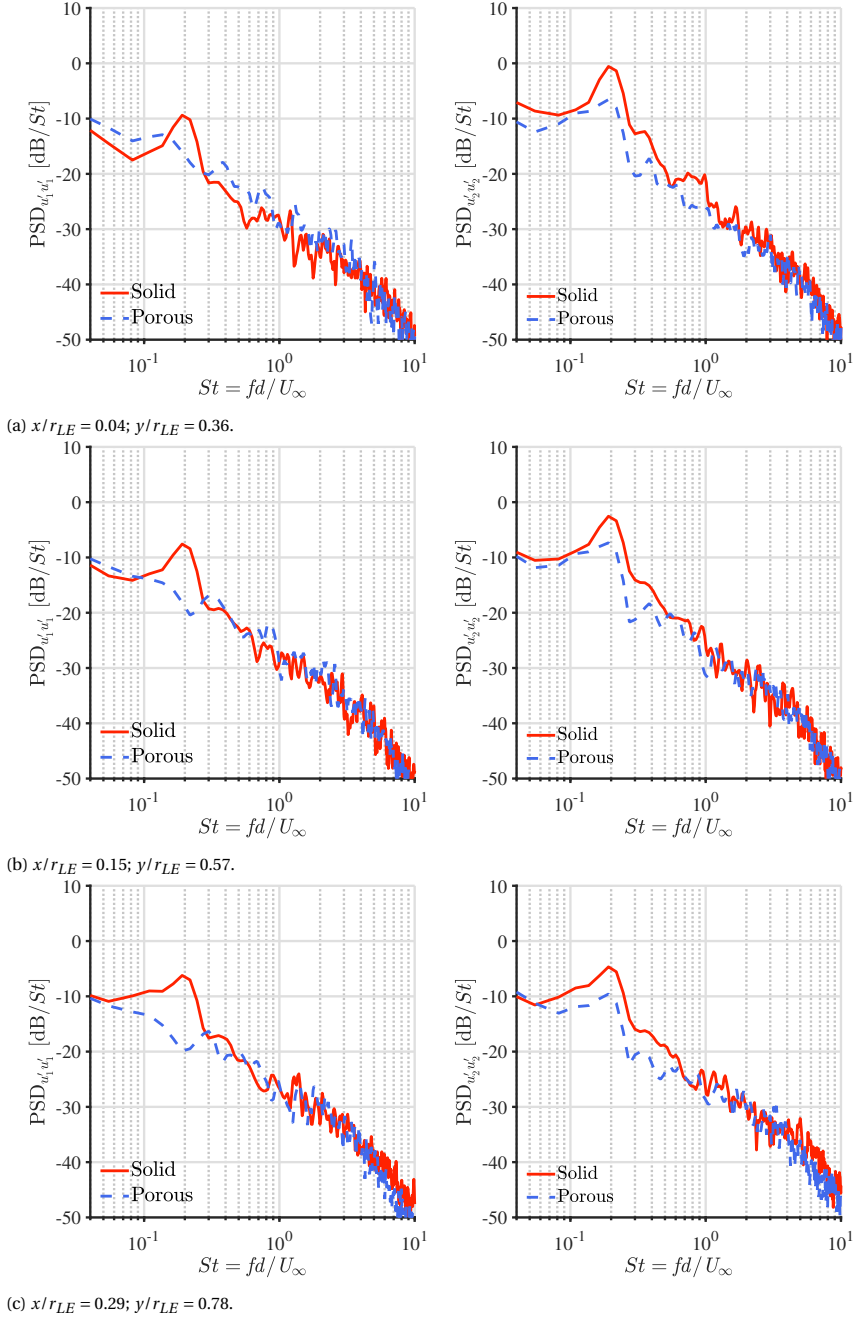 10
0
-10
-20
-30
-40
-50
PSD_{u'_1u'_1} [dB/St]
Solid
Porous
10^{-1} 10^0 10^1
St = fd/U_∞
10
0
-10
-20
-30
-40
-50
PSD_{u'_2u'_2} [dB/St]
Solid
Porous
10^{-1} 10^0 10^1
St = fd/U_∞
(a) x/r_{LE} = 0.04; y/r_{LE} = 0.36.
10
0
-10
-20
-30
-40
-50
PSD_{u'_1u'_1} [dB/St]
Solid
Porous
10^{-1} 10^0 10^1
St = fd/U_∞
10
0
-10
-20
-30
-40
-50
PSD_{u'_2u'_2} [dB/St]
Solid
Porous
10^{-1} 10^0 10^1
St = fd/U_∞
(b) x/r_{LE} = 0.15; y/r_{LE} = 0.57.
10
0
-10
-20
-30
-40
-50
PSD_{u'_1u'_1} [dB/St]
Solid
Porous
10^{-1} 10^0 10^1
St = fd/U_∞
10
0
-10
-20
-30
-40
-50
PSD_{u'_2u'_2} [dB/St]
Solid
Porous
10^{-1} 10^0 10^1
St = fd/U_∞
(c) x/r_{LE} = 0.29; y/r_{LE} = 0.78.